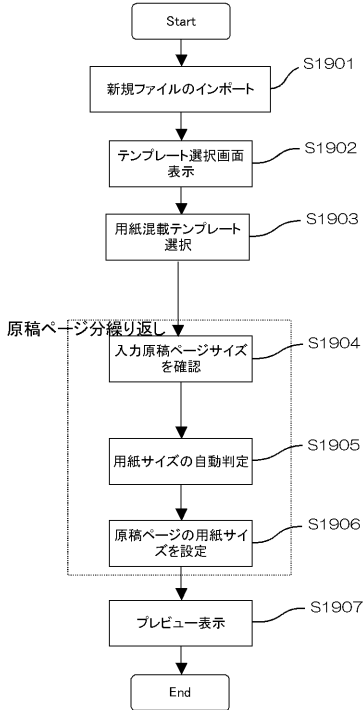 Start
新規ファイルのインポート
S1901
テンプレート選択画面
表示
S1902
用紙混載テンプレート
選択
S1903
原稿ページ分繰り返し
入力原稿ページサイズ
を確認
S1904
用紙サイズの自動判定
S1905
原稿ページの用紙サイ
ズを設定
S1906
プレビュー表示
S1907
End